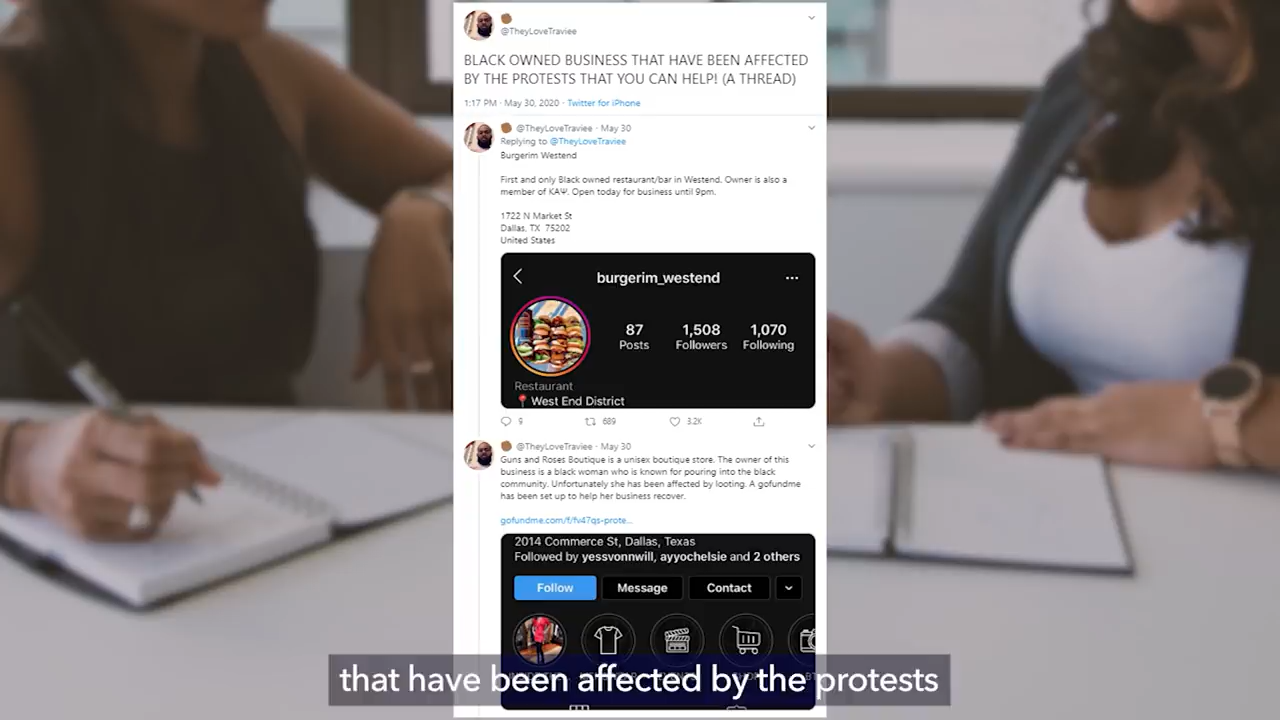 @TheyLoveTraviee
BLACK OWNED BUSINESS THAT HAVE BEEN AFFECTED
BY THE PROTESTS THAT YOU CAN HELP! (A THREAD)
1:17 PM · May 30, 2020 · Twitter for iPhone
@TheyLoveTraviee · May 30
Replying to @TheyLoveTraviee
Burgerim Westend
First and only Black owned restaurant/bar in Westend. Owner is also a
member of KAΨ. Open today for business until 9pm.
1722 N Market St
Dallas, TX 75202
United States
burgerim_westend
87 1,508 1,070
Posts Followers Following
Restaurant
West End District
9 689 3.2K
@TheyLoveTraviee · May 30
Guns and Roses Boutique is a unisex boutique store. The owner of this
business is a black woman who is known for pouring into the black
community. Unfortunately she has been affected by looting. A gofundme
has been set up to help her business recover.
gofundme.com/f/fv47qs-prote...
2014 Commerce St, Dallas, Texas
Followed by yessvonnwill, ayyochelsie and 2 others
Follow Message Contact
that have been affected by the protests